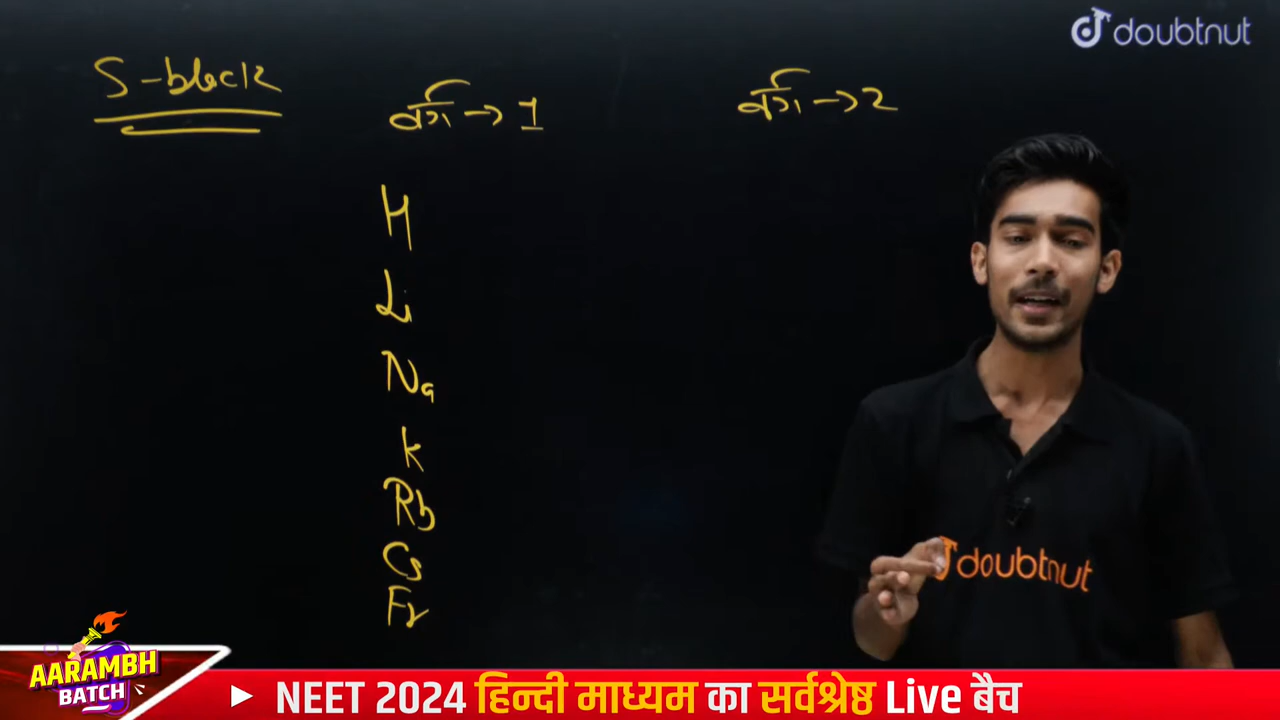 doubtnut
S-block
वर्ग → 1
वर्ग → 2
H
Li
Na
K
Rb
Cs
Fr
doubtnut
AARAMBH
BATCH
NEET 2024 हिन्दी माध्यम का सर्वश्रेष्ठ Live बैच